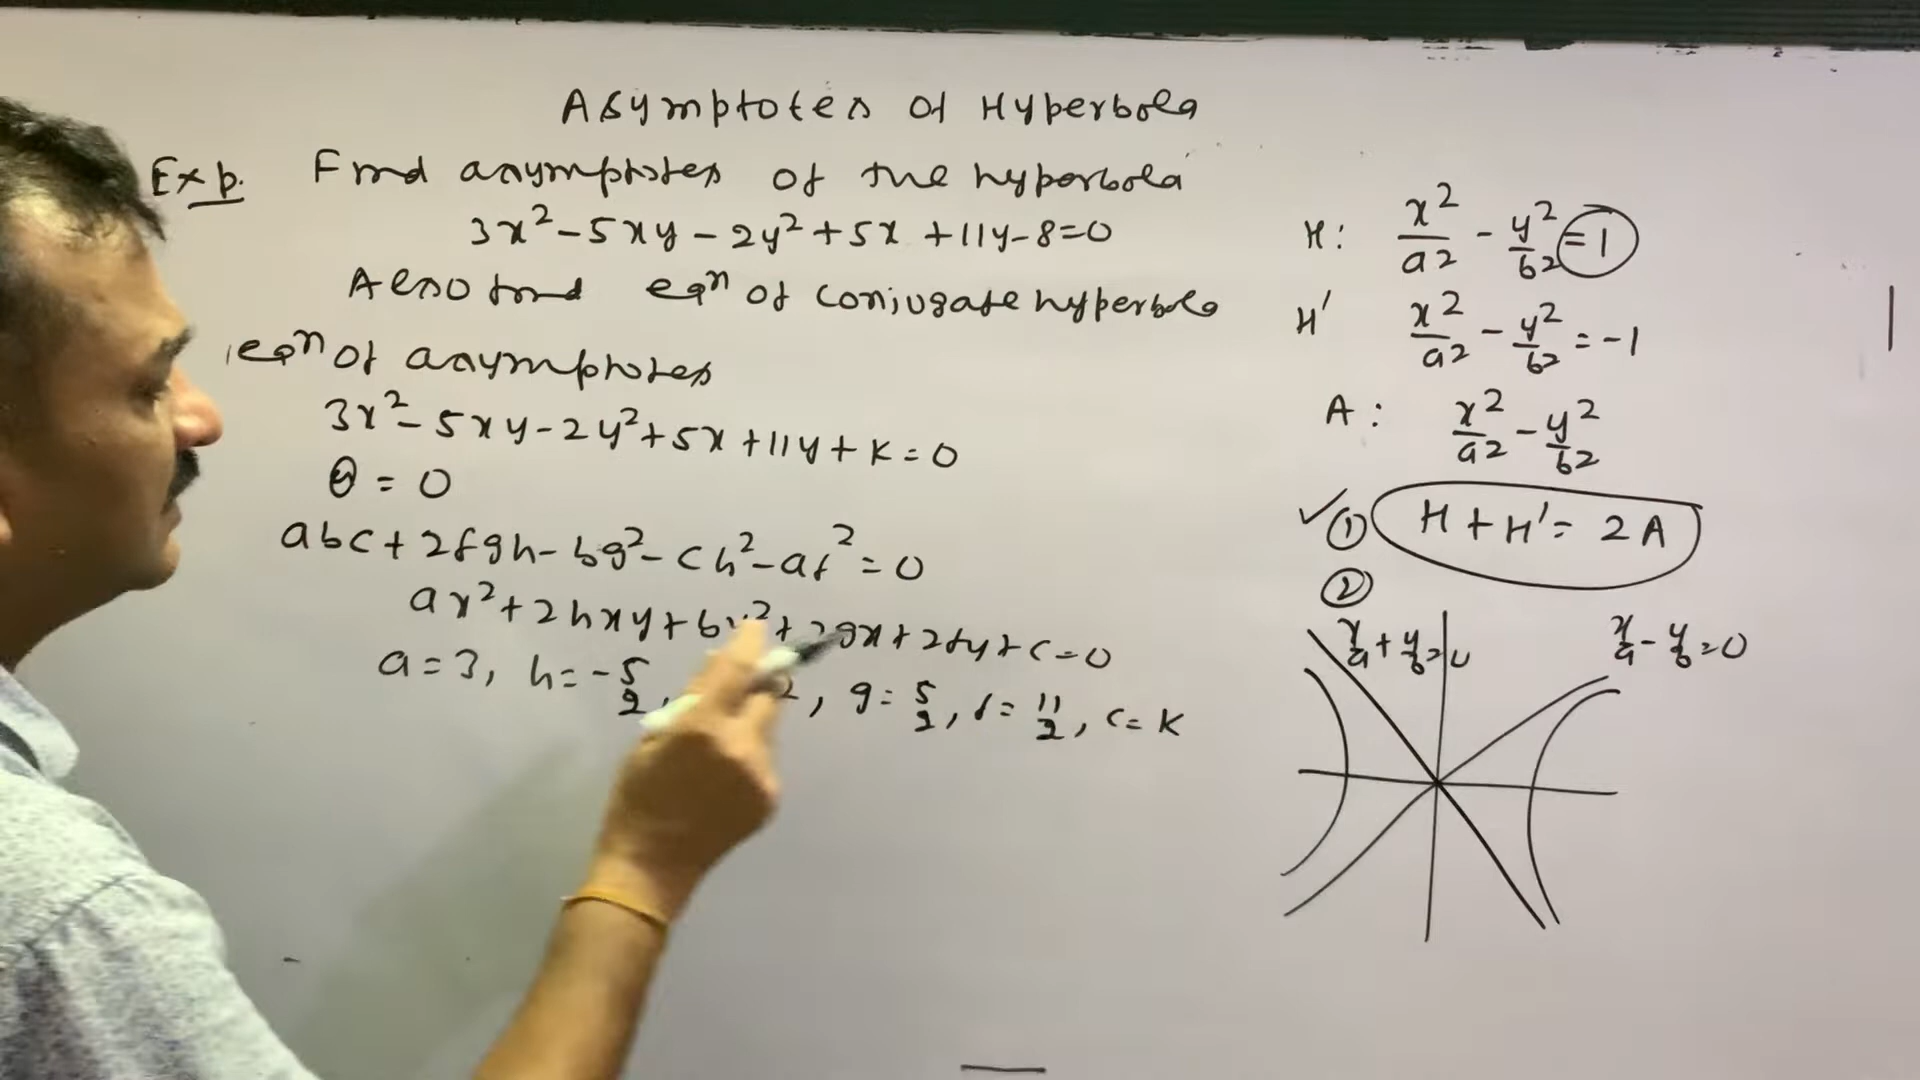 Asymptotes of Hyperbola
Exp. Find asymptotes of the hyperbola
3x² - 5xy - 2y² + 5x + 11y - 8 = 0
Also find eqⁿ of conjugate hyperbola
eqⁿ of asymptotes
3x² - 5xy - 2y² + 5x + 11y + k = 0
θ = 0
abc + 2fgh - bg² - ch² - af² = 0
ax² + 2hxy + by² + 2gx + 2fy + c = 0
a = 3, h = -5/2, 2, g = 5/2, f = 11/2, c = k
H: x²/a² - y²/b² = 1
H' x²/a² - y²/b² = -1
A: x²/a² - y²/b²
✓ ① H + H' = 2A
②
x/a + y/b = 0
x/a - y/b = 0